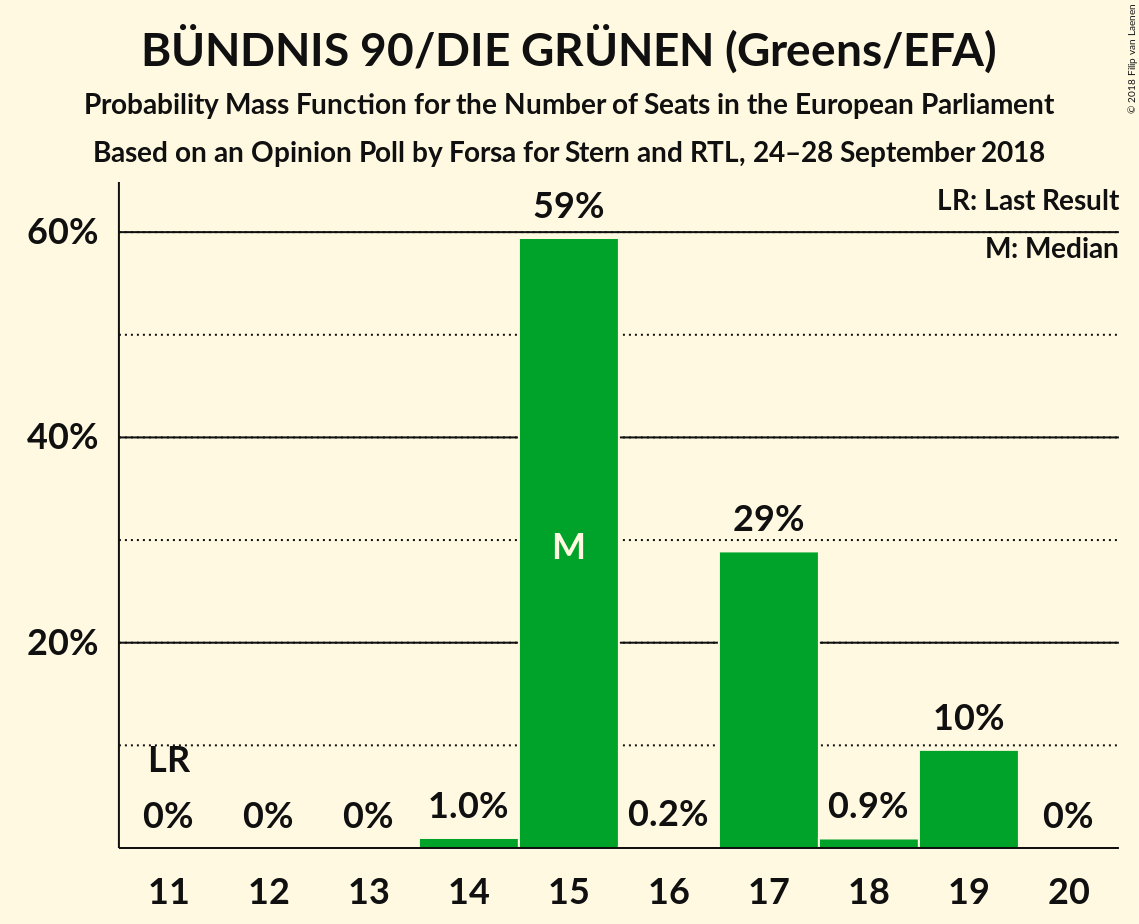 BÜNDNIS 90/DIE GRÜNEN (Greens/EFA)
Probability Mass Function for the Number of Seats in the European Parliament
Based on an Opinion Poll by Forsa for Stern and RTL, 24–28 September 2018
© 2018 Filip van Laenen
LR: Last Result
M: Median
60%
40%
20%
59%
M
29%
10%
LR
0%
0%
0%
1.0%
0.2%
0.9%
0%
11 12 13 14 15 16 17 18 19 20